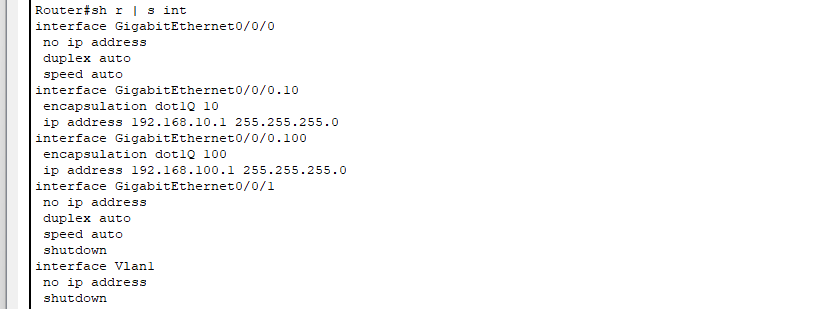 Router#sh r | s int
interface GigabitEthernet0/0/0
no ip address
duplex auto
speed auto
interface GigabitEthernet0/0/0.10
encapsulation dot1Q 10
ip address 192.168.10.1 255.255.255.0
interface GigabitEthernet0/0/0.100
encapsulation dot1Q 100
ip address 192.168.100.1 255.255.255.0
interface GigabitEthernet0/0/1
no ip address
duplex auto
speed auto
shutdown
interface Vlan1
no ip address
shutdown